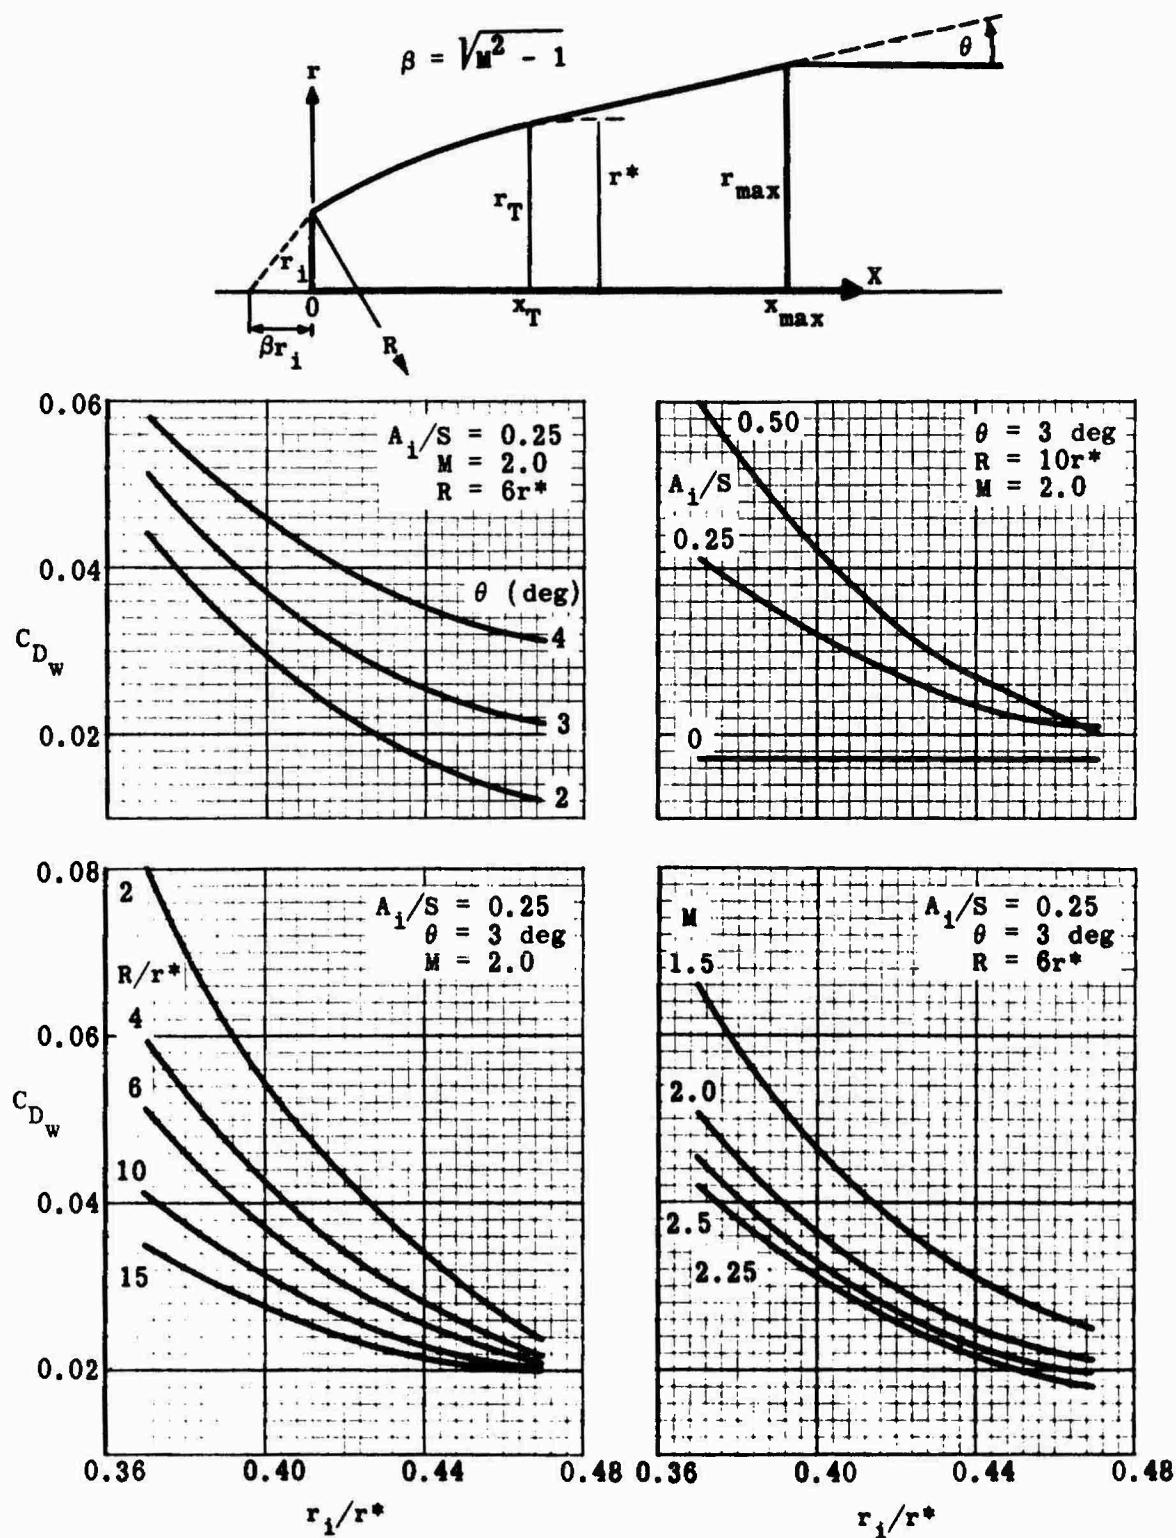 β = √M² - 1
r
θ
r_T
r*
r_max
r_i
0
x_T
x_max
X
βr_i
R
0.06
0.04
0.02
C_D_w
A_i/S = 0.25
M = 2.0
R = 6r*
θ (deg)
4
3
2
0.50
A_i/S
0.25
0
θ = 3 deg
R = 10r*
M = 2.0
0.08
0.06
0.04
0.02
C_D_w
2
R/r*
4
6
10
15
A_i/S = 0.25
θ = 3 deg
M = 2.0
0.36
0.40
0.44
0.48
r_i/r*
M
1.5
2.0
2.5
2.25
A_i/S = 0.25
θ = 3 deg
R = 6r*
0.36
0.40
0.44
0.48
r_i/r*